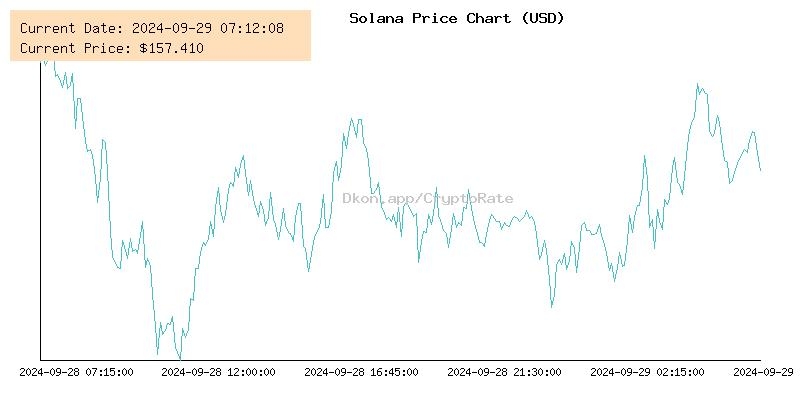 Solana Price Chart (USD)
Current Date: 2024-09-29 07:12:08
Current Price: $157.410
Dkon.app/CryptoRate
2024-09-28 07:15:00
2024-09-28 12:00:00
2024-09-28 16:45:00
2024-09-28 21:30:00
2024-09-29 02:15:00
2024-09-29